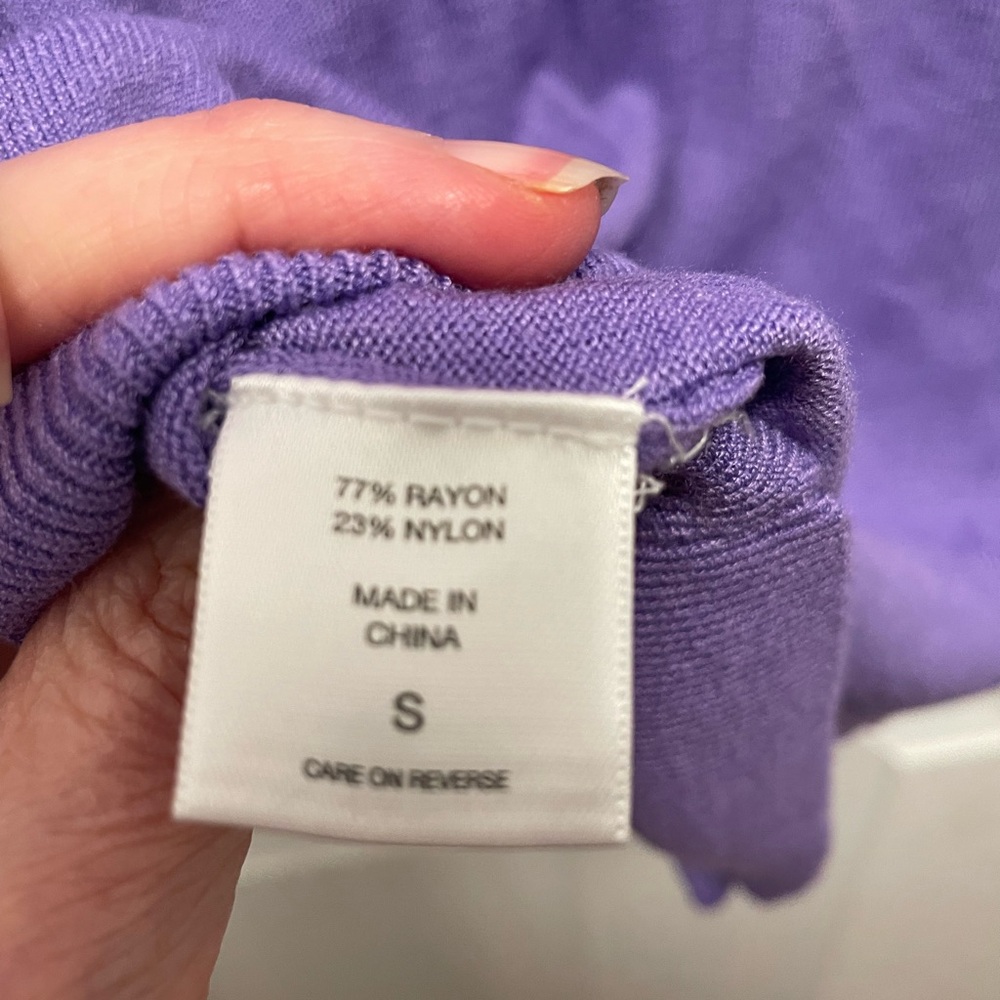 77% RAYON
23% NYLON
MADE IN
CHINA
S
CARE ON REVERSE